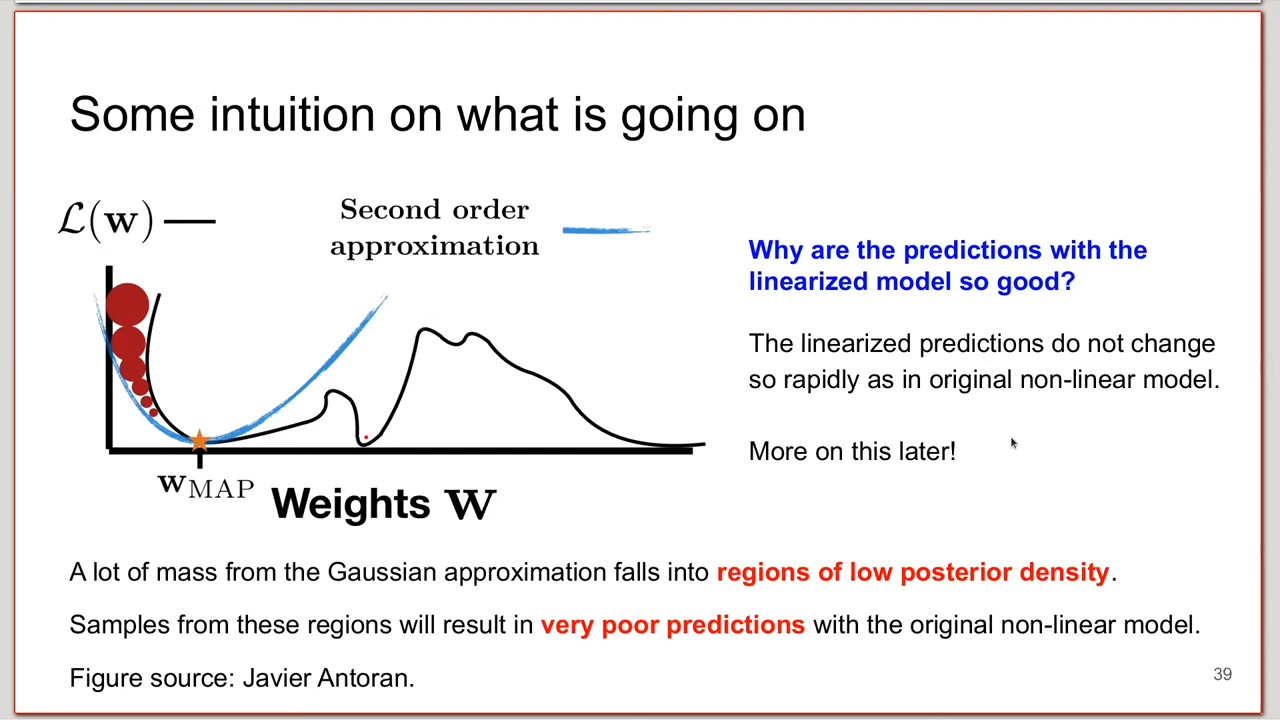 Some intuition on what is going on
ℒ(w)
Second order
approximation
w_MAP
Weights w
Why are the predictions with the
linearized model so good?
The linearized predictions do not change
so rapidly as in original non-linear model.
More on this later!
A lot of mass from the Gaussian approximation falls into regions of low posterior density.
Samples from these regions will result in very poor predictions with the original non-linear model.
Figure source: Javier Antoran.
39